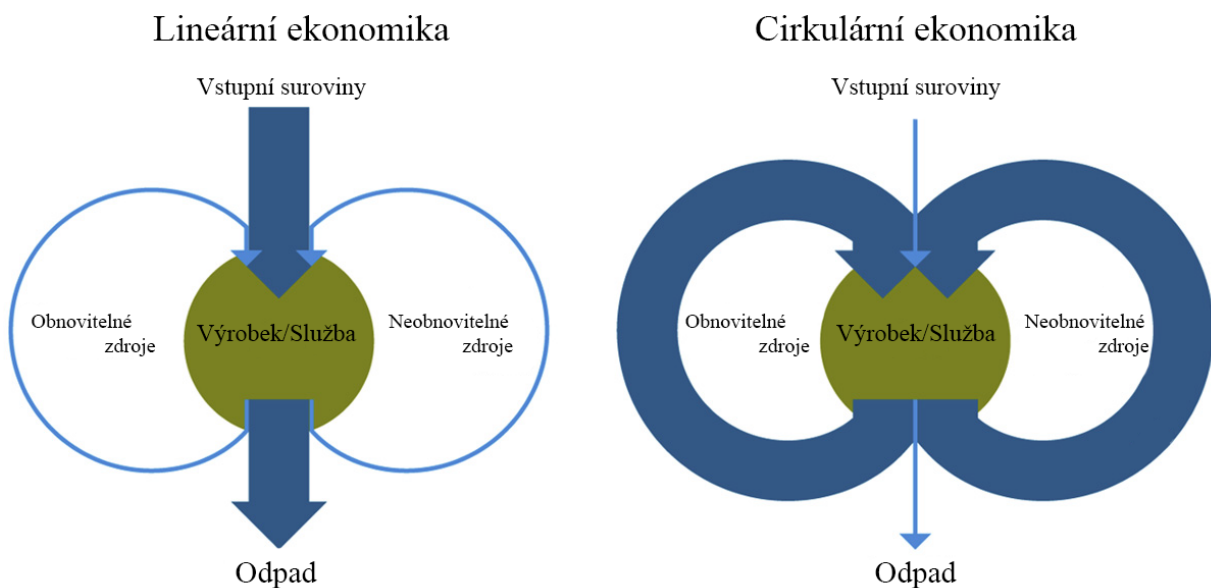 Lineární ekonomika
Vstupní suroviny
Obnovitelné
zdroje
Výrobek/Služba
Neobnovitelné
zdroje
Odpad
Cirkulární ekonomika
Vstupní suroviny
Obnovitelné
zdroje
Výrobek/Služba
Neobnovitelné
zdroje
Odpad